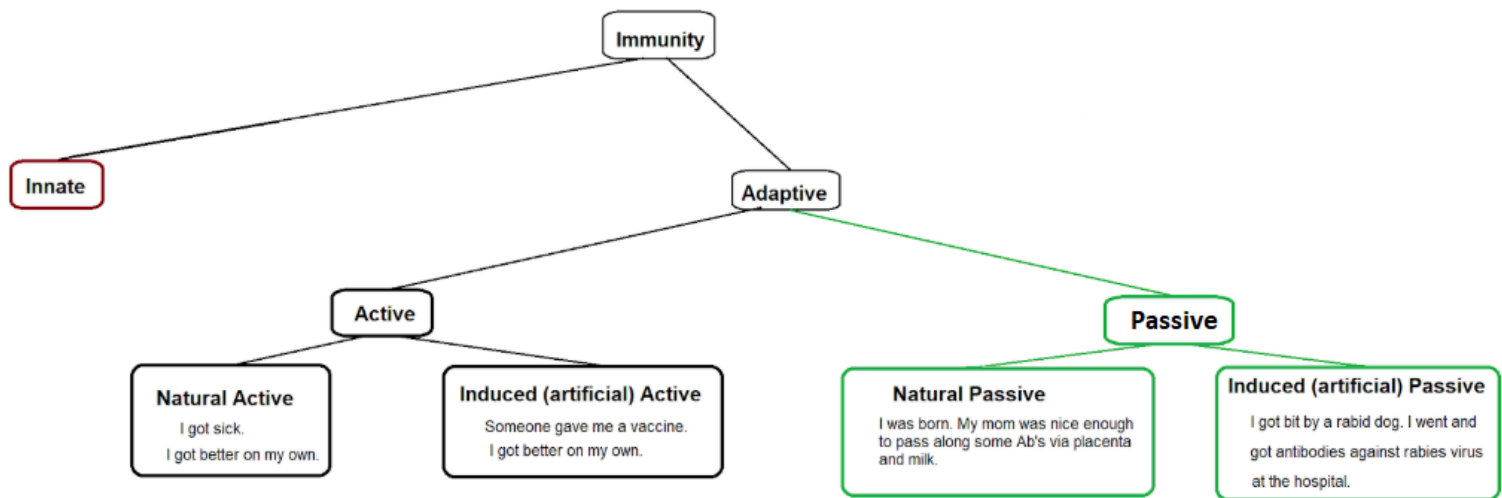 Immunity
Innate
Adaptive
Active
Passive
Natural Active
I got sick.
I got better on my own.
Induced (artificial) Active
Someone gave me a vaccine.
I got better on my own.
Natural Passive
I was born. My mom was nice enough
to pass along some Ab's via placenta
and milk.
Induced (artificial) Passive
I got bit by a rabid dog. I went and
got antibodies against rabies virus
at the hospital.